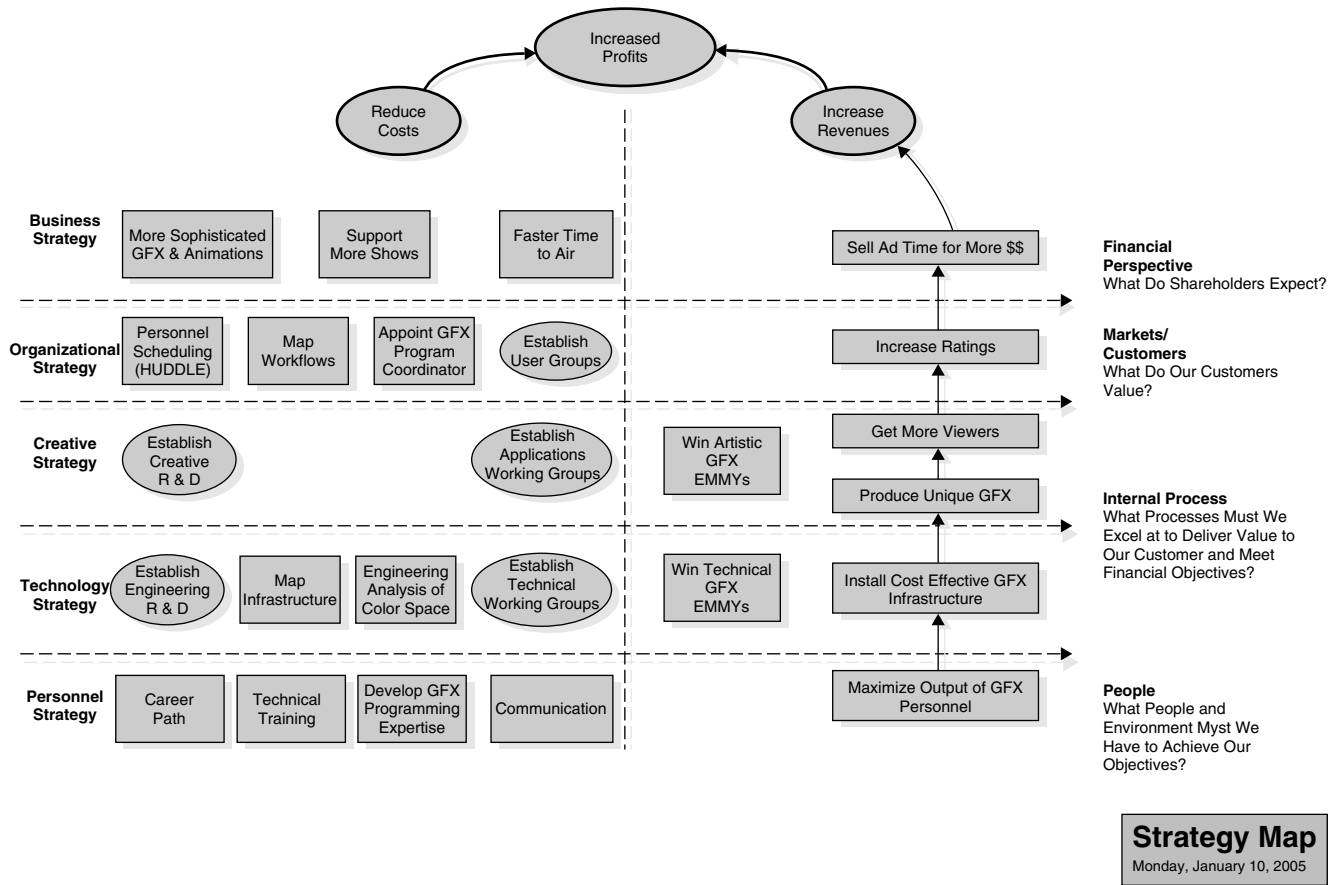 Increased
Profits
Reduce
Costs
Increase
Revenues
Business
Strategy
More Sophisticated
GFX & Animations
Support
More Shows
Faster Time
to Air
Sell Ad Time for More $$
Financial
Perspective
What Do Shareholders Expect?
Organizational
Strategy
Personnel
Scheduling
(HUDDLE)
Map
Workflows
Appoint GFX
Program
Coordinator
Establish
User Groups
Increase Ratings
Markets/
Customers
What Do Our Customers
Value?
Creative
Strategy
Establish
Creative
R & D
Establish
Applications
Working Groups
Win Artistic
GFX
EMMYs
Get More Viewers
Produce Unique GFX
Internal Process
What Processes Must We
Excel at to Deliver Value to
Our Customer and Meet
Financial Objectives?
Technology
Strategy
Establish
Engineering
R & D
Map
Infrastructure
Engineering
Analysis of
Color Space
Establish
Technical
Working Groups
Win Technical
GFX
EMMYs
Install Cost Effective GFX
Infrastructure
Personnel
Strategy
Career
Path
Technical
Training
Develop GFX
Programming
Expertise
Communication
Maximize Output of GFX
Personnel
People
What People and
Environment Myst We
Have to Achieve Our
Objectives?
Strategy Map
Monday, January 10, 2005